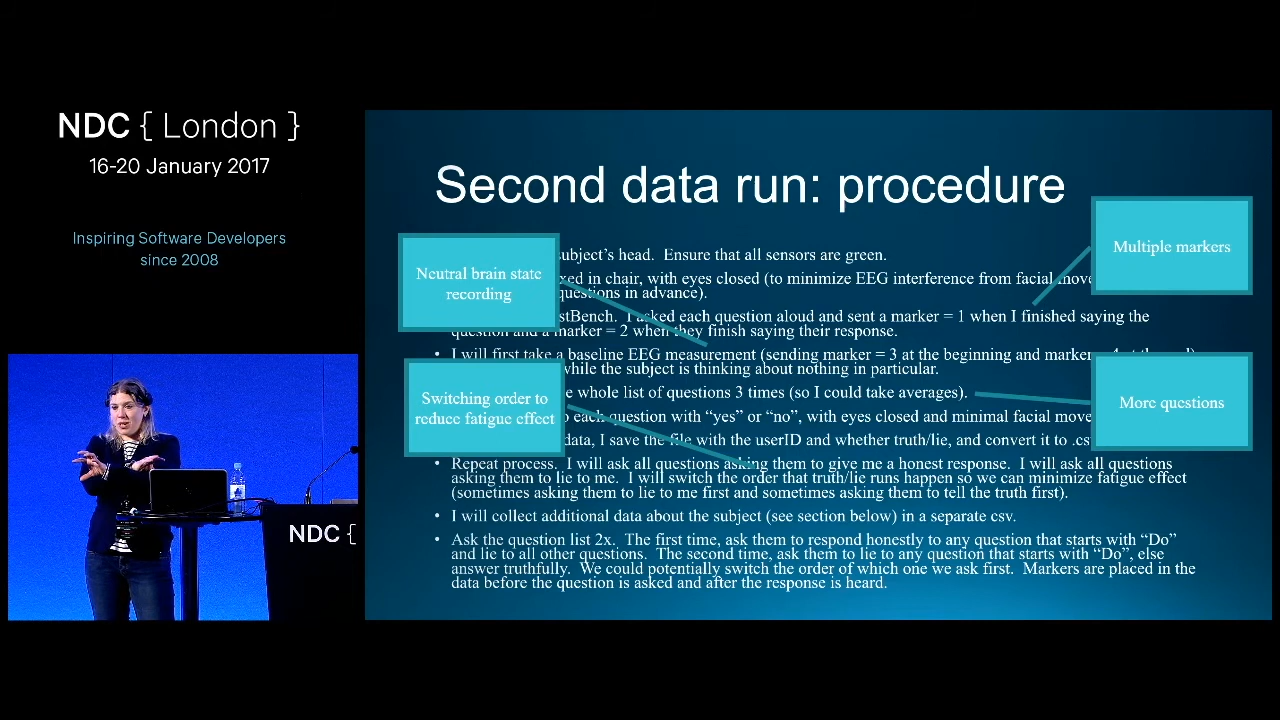 NDC { London }
16-20 January 2017
Inspiring Software Developers
since 2008
NDC {
Second data run: procedure
Multiple markers
Neutral brain state
recording
Switching order to
reduce fatigue effect
More questions
subject's head. Ensure that all sensors are green.
in chair, with eyes closed (to minimize EEG interference from facial
questions in advance).
I asked each question aloud and sent a marker = 1 when I finished saying the
question and a marker = 2 when they finish saying their response.
• I will first take a baseline EEG measurement (sending marker = 3 at the beginning and marker
while the subject is thinking about nothing in particular.
whole list of questions 3 times (so I could take averages).
each question with “yes” or “no”, with eyes closed and minimal facial
data, I save the file with the userID and whether truth/lie, and convert it to
• Repeat process. I will ask all questions asking them to give me a honest response. I will ask all questions
asking them to lie to me. I will switch the order that truth/lie runs happen so we can minimize fatigue effect
(sometimes asking them to lie to me first and sometimes asking them to tell the truth first).
• I will collect additional data about the subject (see section below) in a separate csv.
• Ask the question list 2x. The first time, ask them to respond honestly to any question that starts with “Do”
and lie to all other questions. The second time, ask them to lie to any question that starts with “Do”, else
answer truthfully. We could potentially switch the order of which one we ask first. Markers are placed in the
data before the question is asked and after the response is heard.